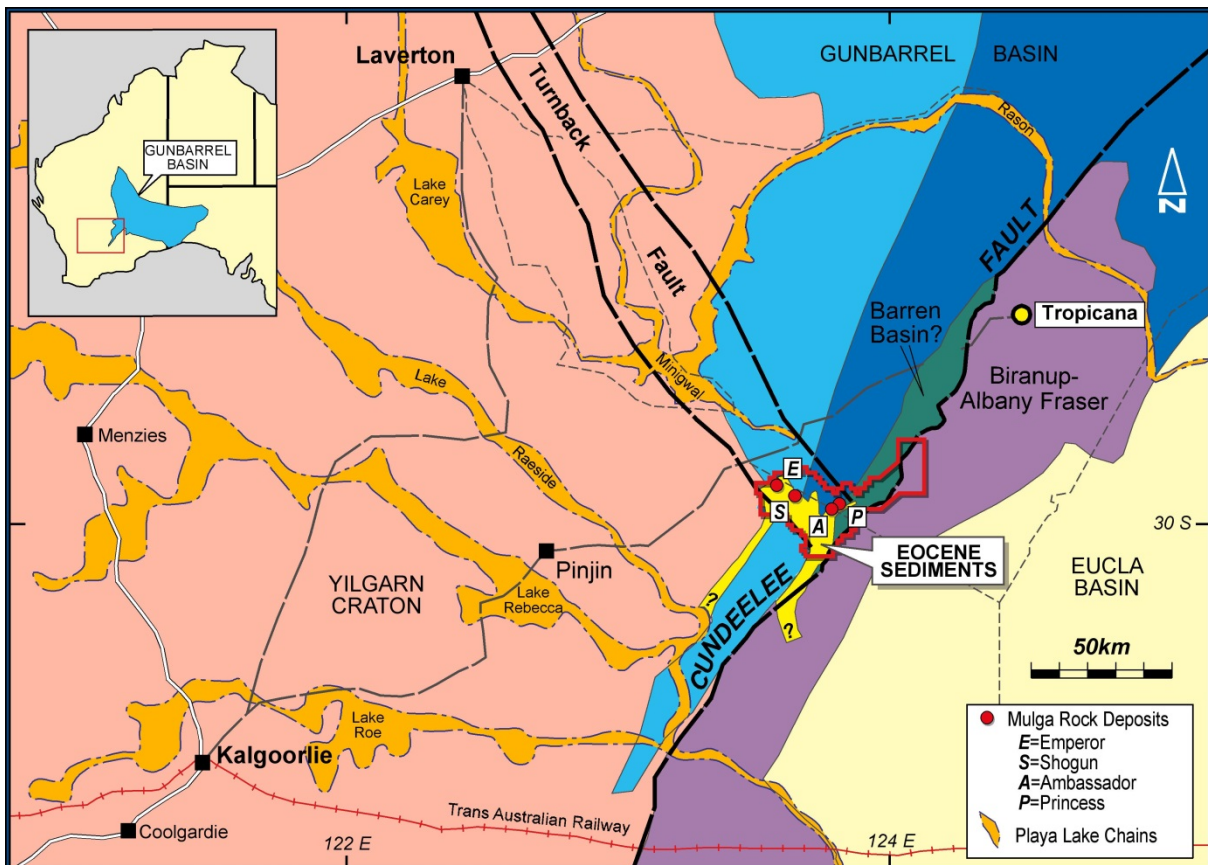 GUNBARREL
BASIN
Laverton
Turnback
Fault
GUNBARREL
BASIN
Rason
N
Lake
Carey
FAULT
Barren
Basin?
Tropicana
Biranup-
Albany Fraser
Minigwal
Lake
Raeside
Menzies
E
S
A
P
30 S
EOCENE
SEDIMENTS
Pinjin
YILGARN
CRATON
Lake
Rebecca
?
?
CUNDEELEE
EUCLA
BASIN
50km
Lake
Roe
Kalgoorlie
Trans Australian Railway
Coolgardie
122 E
124 E
Mulga Rock Deposits
E=Emperor
S=Shogun
A=Ambassador
P=Princess
Playa Lake Chains